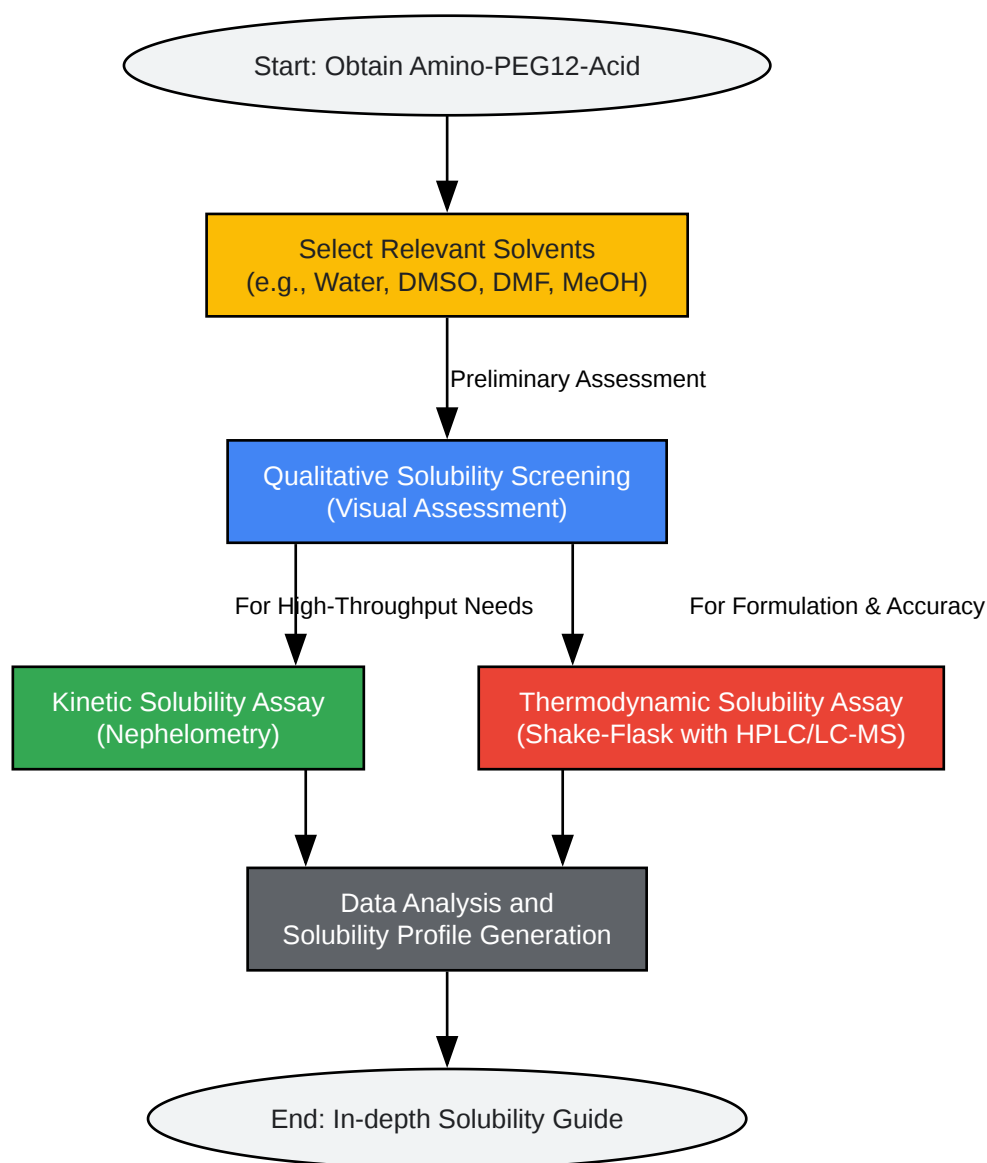 Start: Obtain Amino-PEG12-Acid
Select Relevant Solvents
(e.g., Water, DMSO, DMF, MeOH)
Preliminary Assessment
Qualitative Solubility Screening
(Visual Assessment)
For High-Throughput Needs
For Formulation & Accuracy
Kinetic Solubility Assay
(Nephelometry)
Thermodynamic Solubility Assay
(Shake-Flask with HPLC/LC-MS)
Data Analysis and
Solubility Profile Generation
End: In-depth Solubility Guide